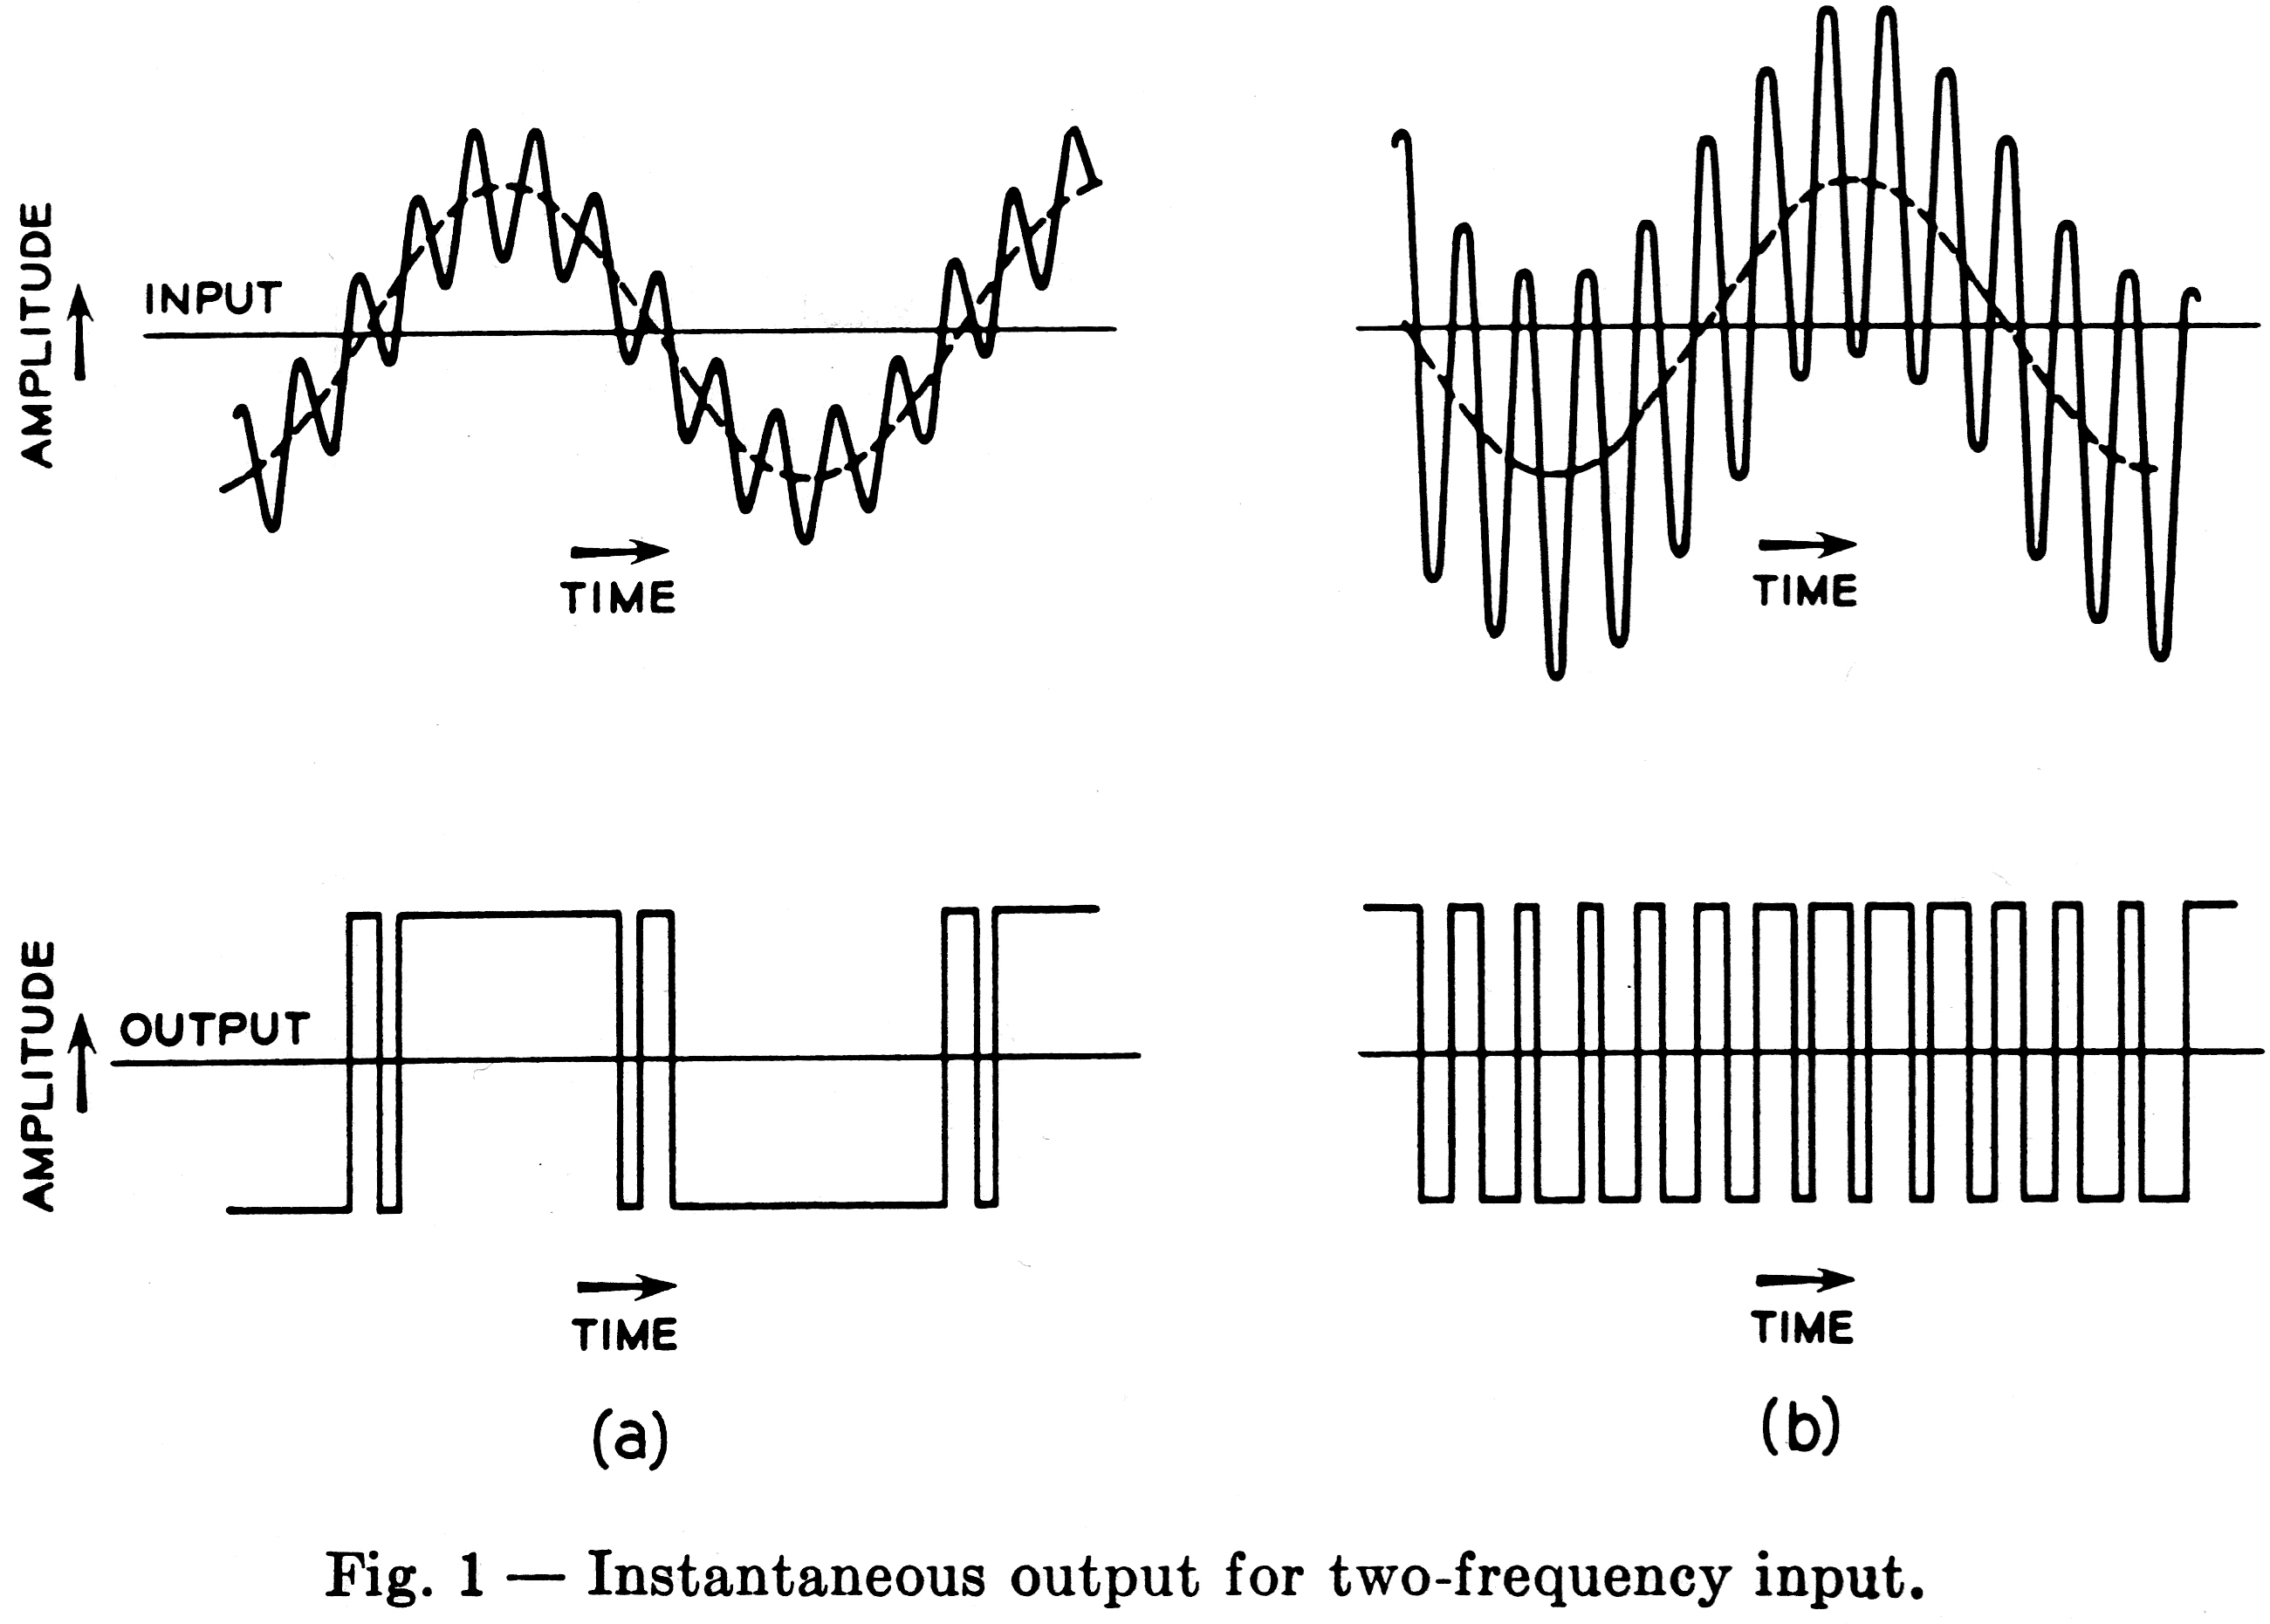 AMPLITUDE
INPUT
TIME
TIME
AMPLITUDE
OUTPUT
TIME
TIME
(a)
(b)
Fig. 1 — Instantaneous output for two-frequency input.